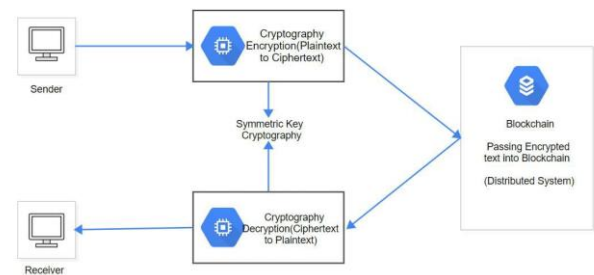 Cryptography
Encryption(Plaintext
to Ciphertext)
Sender
Symmetric Key
Cryptography
Blockchain
Passing Encrypted
text into Blockchain
(Distributed System)
Cryptography
Decryption(Ciphertext
to Plaintext)
Receiver